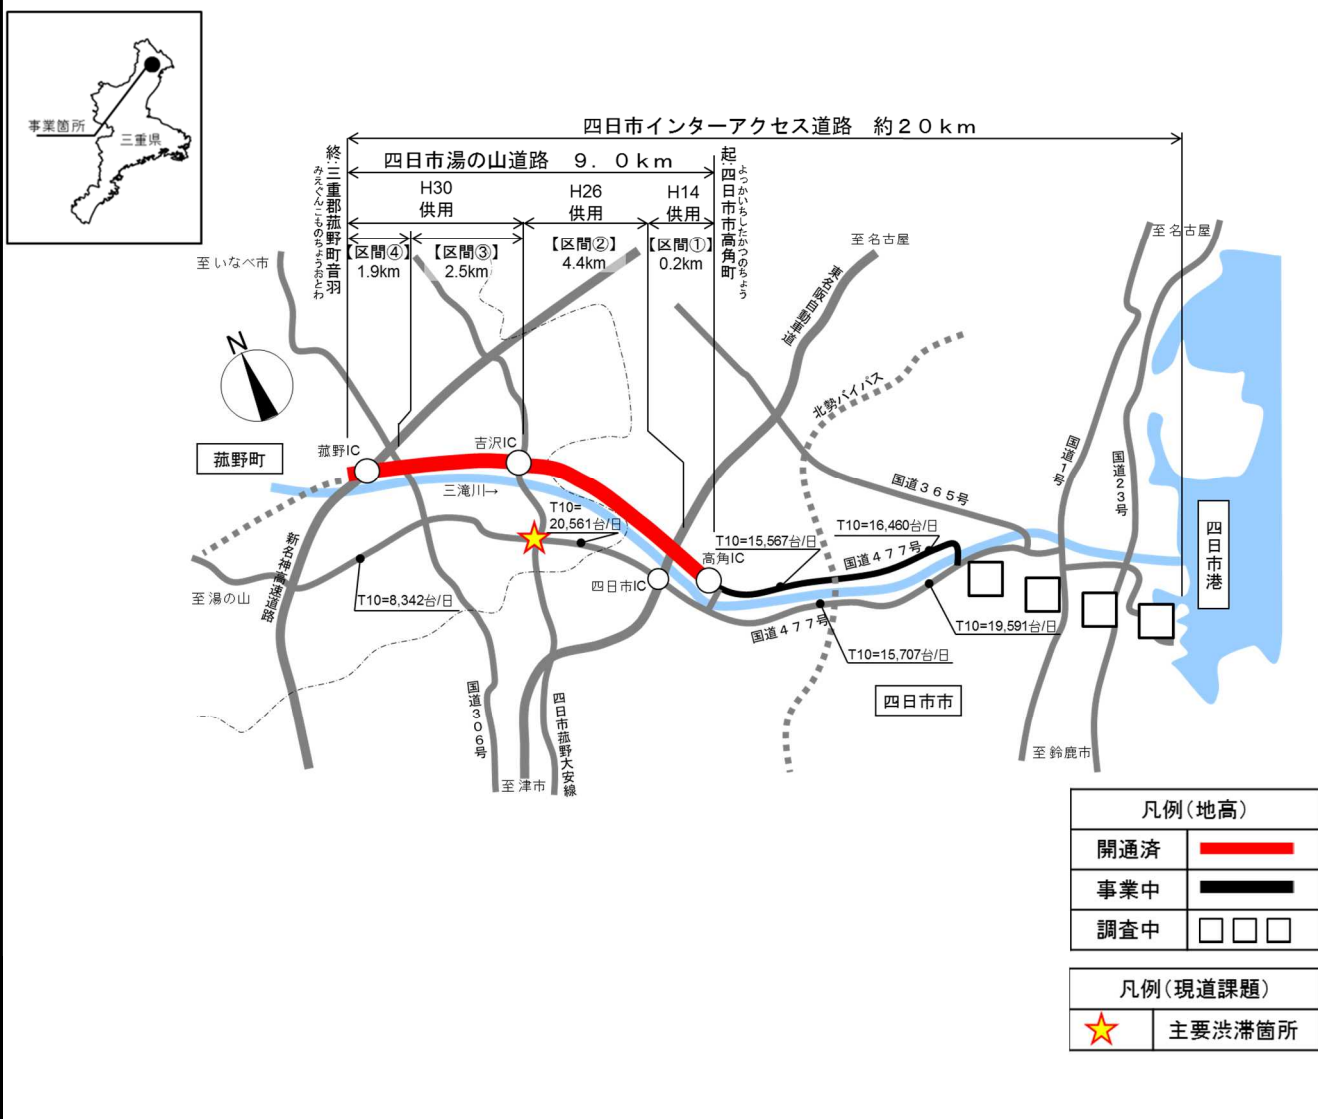 事業箇所
三重県
四日市インターアクセス道路 約20km
四日市湯の山道路 9.0km
終:三重郡菰野町音羽
みえぐんこものちょうおとわ
起:四日市市高角町
よっかいちしたかつのちょう
H30
供用
H26
供用
H14
供用
【区間④】
1.9km
【区間③】
2.5km
【区間②】
4.4km
【区間①】
0.2km
至いなべ市
至名古屋
至名古屋
東名阪自動車道
北勢バイパス
N
菰野町
菰野IC
吉沢IC
三滝川→
国道365号
国道1号
国道23号
四日市港
T10=
20,561台/日
T10=15,567台/日
T10=16,460台/日
国道477号
高角IC
四日市IC
新名神高速道路
至湯の山
T10=8,342台/日
国道477号
T10=19,591台/日
T10=15,707台/日
四日市市
国道306号
四日市菰野大安線
至津市
至鈴鹿市
凡例(地高)
開通済
事業中
調査中
凡例(現道課題)
主要渋滞箇所